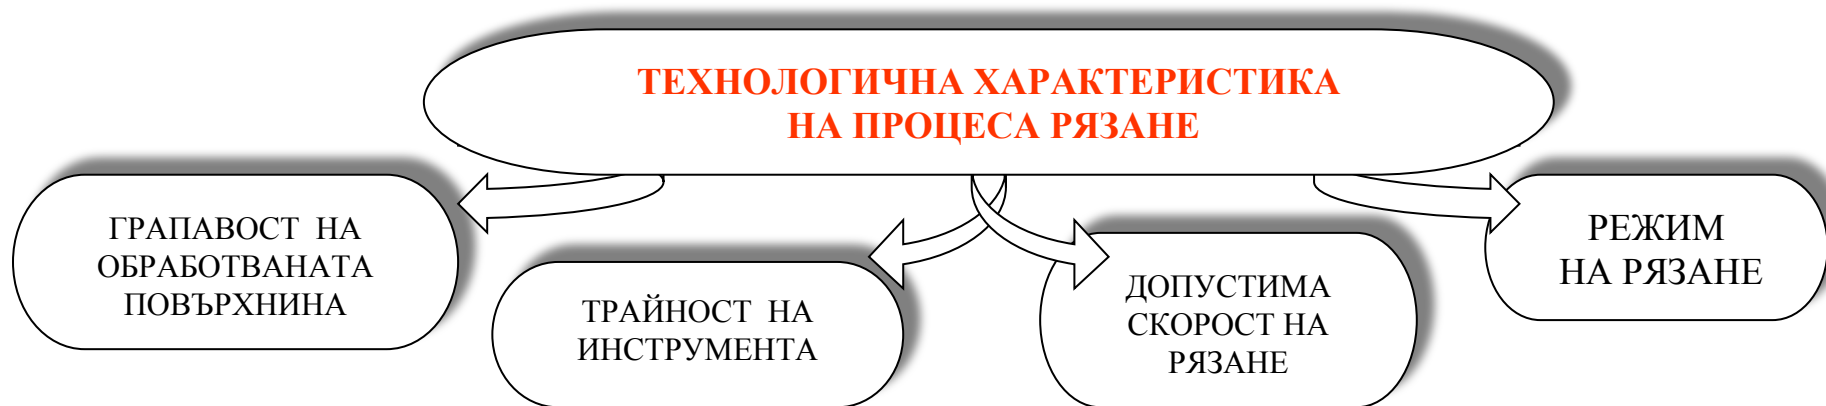 ТЕХНОЛОГИЧНА ХАРАКТЕРИСТИКА
НА ПРОЦЕСА РЯЗАНЕ
ГРАПАВОСТ НА
ОБРАБОТВАНАТА
ПОВЪРХНИНА
ТРАЙНОСТ НА
ИНСТРУМЕНТА
ДОПУСТИМА
СКОРОСТ НА
РЯЗАНЕ
РЕЖИМ
НА РЯЗАНЕ